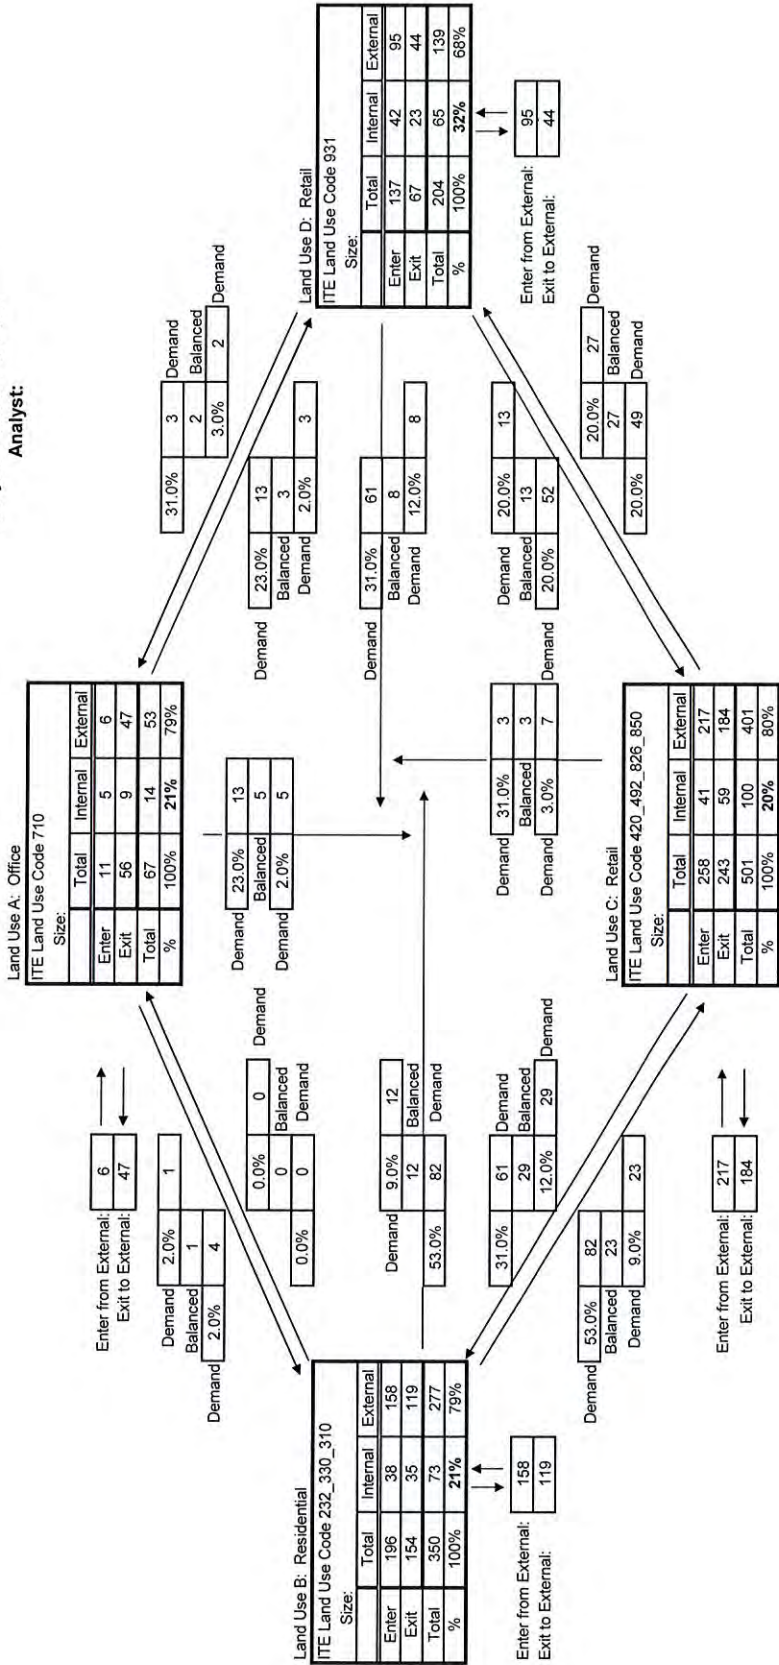 Analyst:
Land Use A: Office
ITE Land Use Code 710
Size:
Total Internal External
Enter 11 5 6
Exit 56 9 47
Total 67 14 53
% 100% 21% 79%
Enter from External: 6
Exit to External: 47
Demand 2.0% 1
Balanced 1
Demand 2.0% 4
0.0% 0 Demand
0 Balanced
0.0% 0 Demand
Demand 23.0% 13
Balanced 5
Demand 2.0% 5
31.0% 3 Demand
2 Balanced
3.0% 2 Demand
Demand 23.0% 13
Balanced 3
Demand 2.0% 3
Land Use B: Residential
ITE Land Use Code 232_330_310
Size:
Total Internal External
Enter 196 38 158
Exit 154 35 119
Total 350 73 277
% 100% 21% 79%
Enter from External: 158
Exit to External: 119
Demand 9.0% 12
12 Balanced
53.0% 82 Demand
Demand 31.0% 61
Balanced 8
Demand 12.0% 8
Land Use D: Retail
ITE Land Use Code 931
Size:
Total Internal External
Enter 137 42 95
Exit 67 23 44
Total 204 65 139
% 100% 32% 68%
Enter from External: 95
Exit to External: 44
31.0% 61 Demand
29 Balanced
12.0% 29 Demand
Demand 53.0% 82
Balanced 23
Demand 9.0% 23
Demand 31.0% 3
Balanced 3
Demand 3.0% 7
Demand 20.0% 13
Balanced 13
Demand 20.0% 52
20.0% 27 Demand
27 Balanced
20.0% 49 Demand
Land Use C: Retail
ITE Land Use Code 420_492_826_850
Size:
Total Internal External
Enter 258 41 217
Exit 243 59 184
Total 501 100 401
% 100% 20% 80%
Enter from External: 217
Exit to External: 184